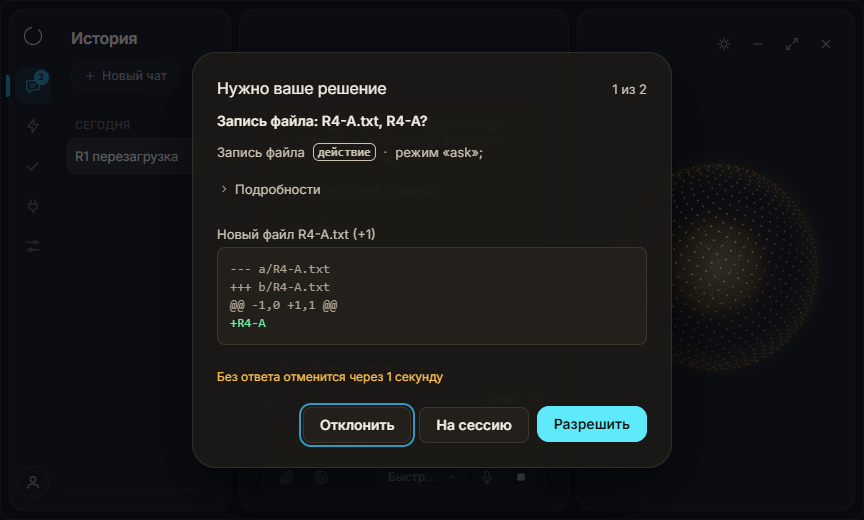 История
2
+ Новый чат
СЕГОДНЯ
R1 перезагрузка
Нужно ваше решение
1 из 2
Запись файла: R4-A.txt, R4-A?
Запись файла действие · режим «ask»;
Подробности
Новый файл R4-A.txt (+1)
--- a/R4-A.txt
+++ b/R4-A.txt
@@ -1,0 +1,1 @@
+R4-A
Без ответа отменится через 1 секунду
Отклонить
На сессию
Разрешить
Быстр...